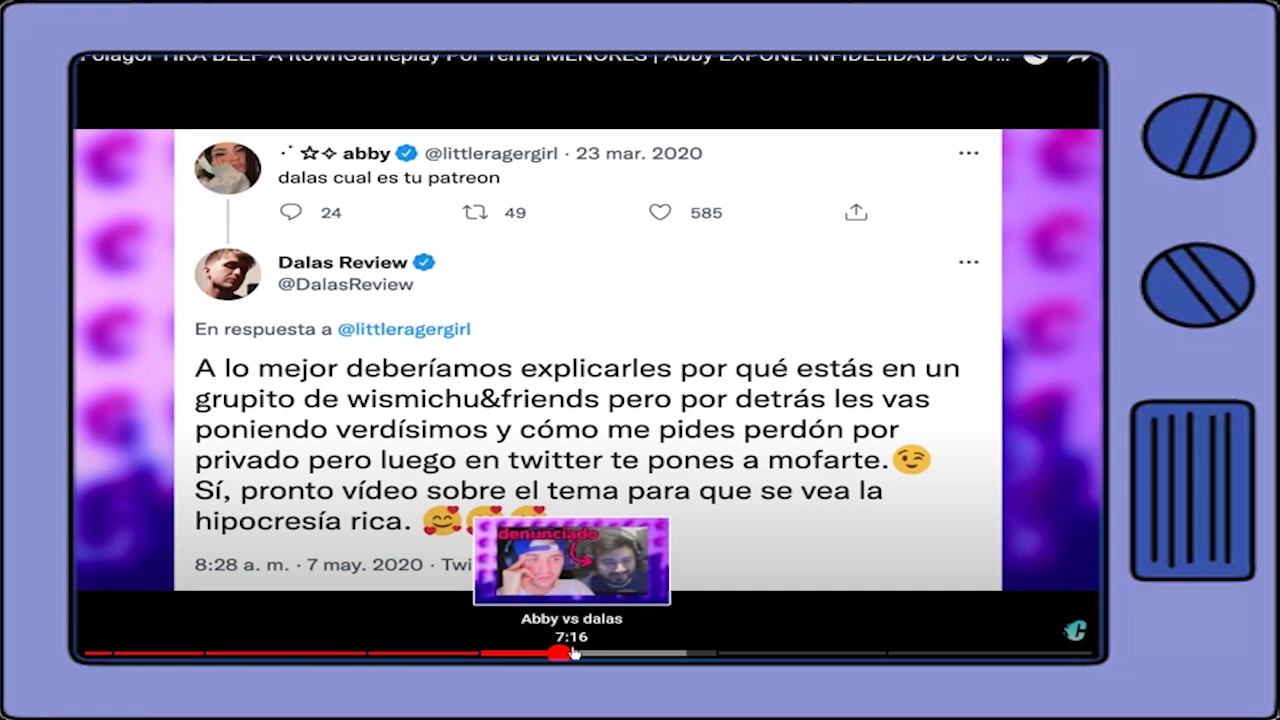 Folagor TIRA BEEF A ItownGameplay Por Tema MENORES | Abby EXPONE INFIDELIDAD De
abby @littleragergirl · 23 mar. 2020
dalas cual es tu patreon
24 49 585
Dalas Review
@DalasReview
En respuesta a @littleragergirl
A lo mejor deberíamos explicarles por qué estás en un
grupito de wismichu&friends pero por detrás les vas
poniendo verdísimos y cómo me pides perdón por
privado pero luego en twitter te pones a mofarte.😉
Sí, pronto vídeo sobre el tema para que se vea la
hipocresía rica. 🥰🥰🥰
8:28 a. m. · 7 may. 2020 · Twi
denunciado
Abby vs dalas
7:16